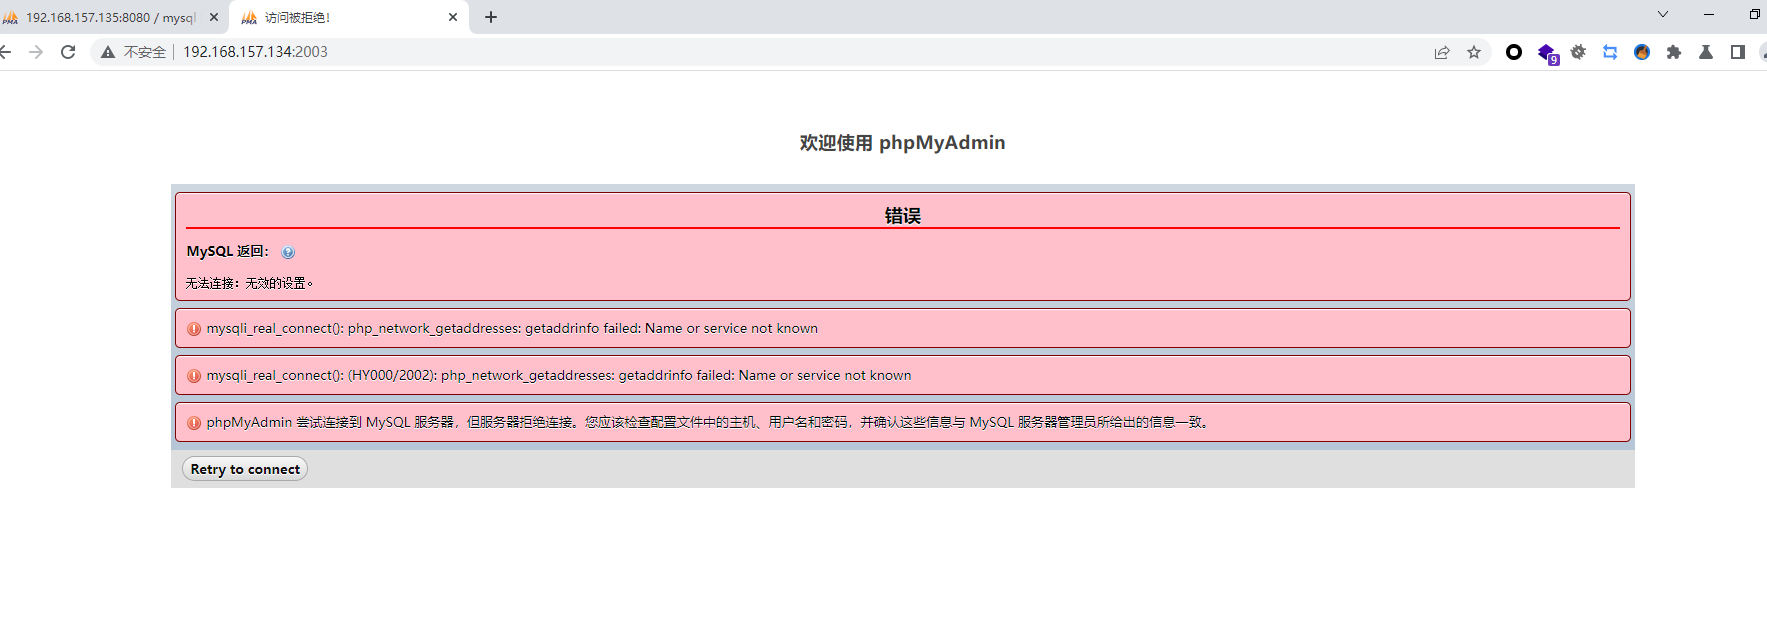 192.168.157.135:8080 / mysql
访问被拒绝!
不安全 192.168.157.134:2003
9
欢迎使用 phpMyAdmin
错误
MySQL 返回：
无法连接：无效的设置。
mysqli_real_connect(): php_network_getaddresses: getaddrinfo failed: Name or service not known
mysqli_real_connect(): (HY000/2002): php_network_getaddresses: getaddrinfo failed: Name or service not known
phpMyAdmin 尝试连接到 MySQL 服务器，但服务器拒绝连接。您应该检查配置文件中的主机、用户名和密码，并确认这些信息与 MySQL 服务器管理员所给出的信息一致。
Retry to connect